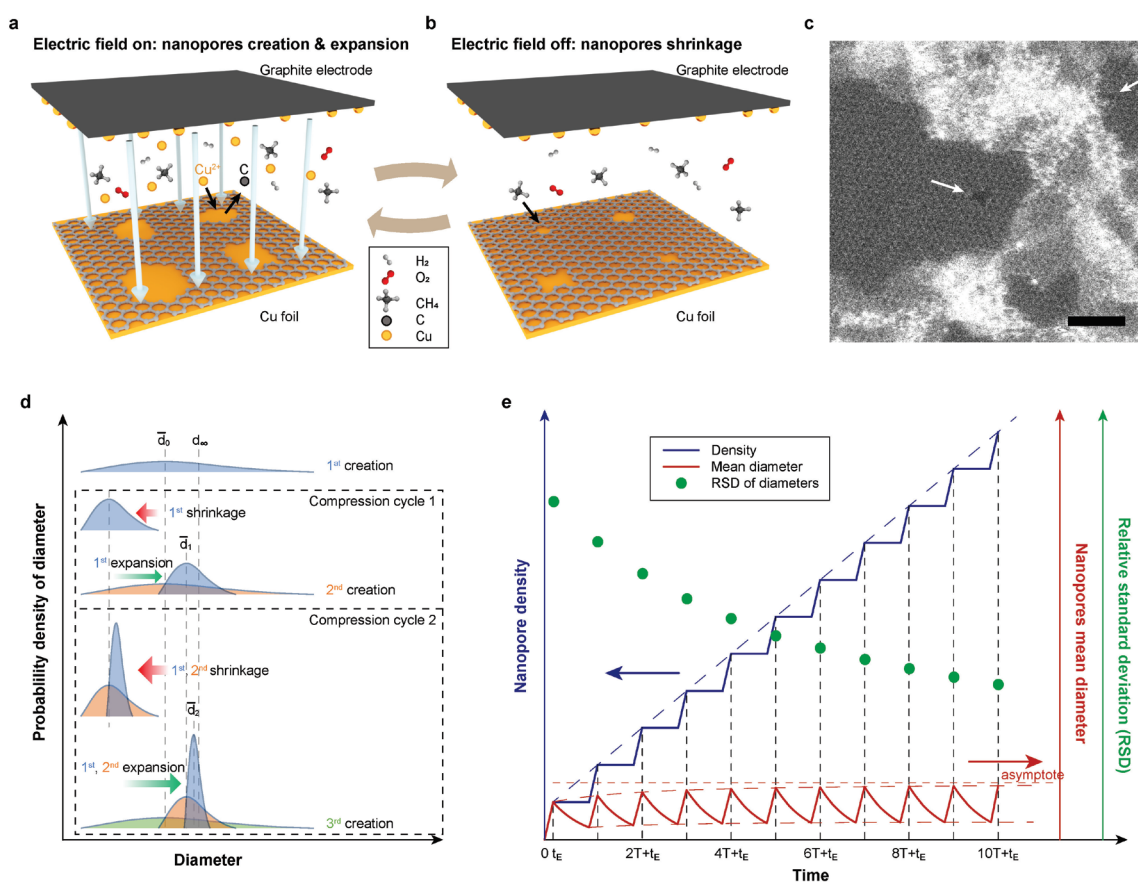 a
Electric field on: nanopores creation & expansion
Graphite electrode
Cu²⁺
C
Cu foil
b
Electric field off: nanopores shrinkage
Graphite electrode
Cu foil
H₂
O₂
CH₄
C
Cu
c
d
Probablility density of diameter
d̅₀
d∞
1ˢᵗ creation
Compression cycle 1
1ˢᵗ shrinkage
d̅₁
1ˢᵗ expansion
2ⁿᵈ creation
Compression cycle 2
1ˢᵗ 2ⁿᵈ shrinkage
d̅₂
1ˢᵗ, 2ⁿᵈ expansion
3ʳᵈ creation
Diameter
e
Nanopore density
Density
Mean diameter
RSD of diameters
asymptote
Nanopores mean diameter
Relative standard deviation (RSD)
0 tE 2T+tE 4T+tE 6T+tE 8T+tE 10T+tE
Time